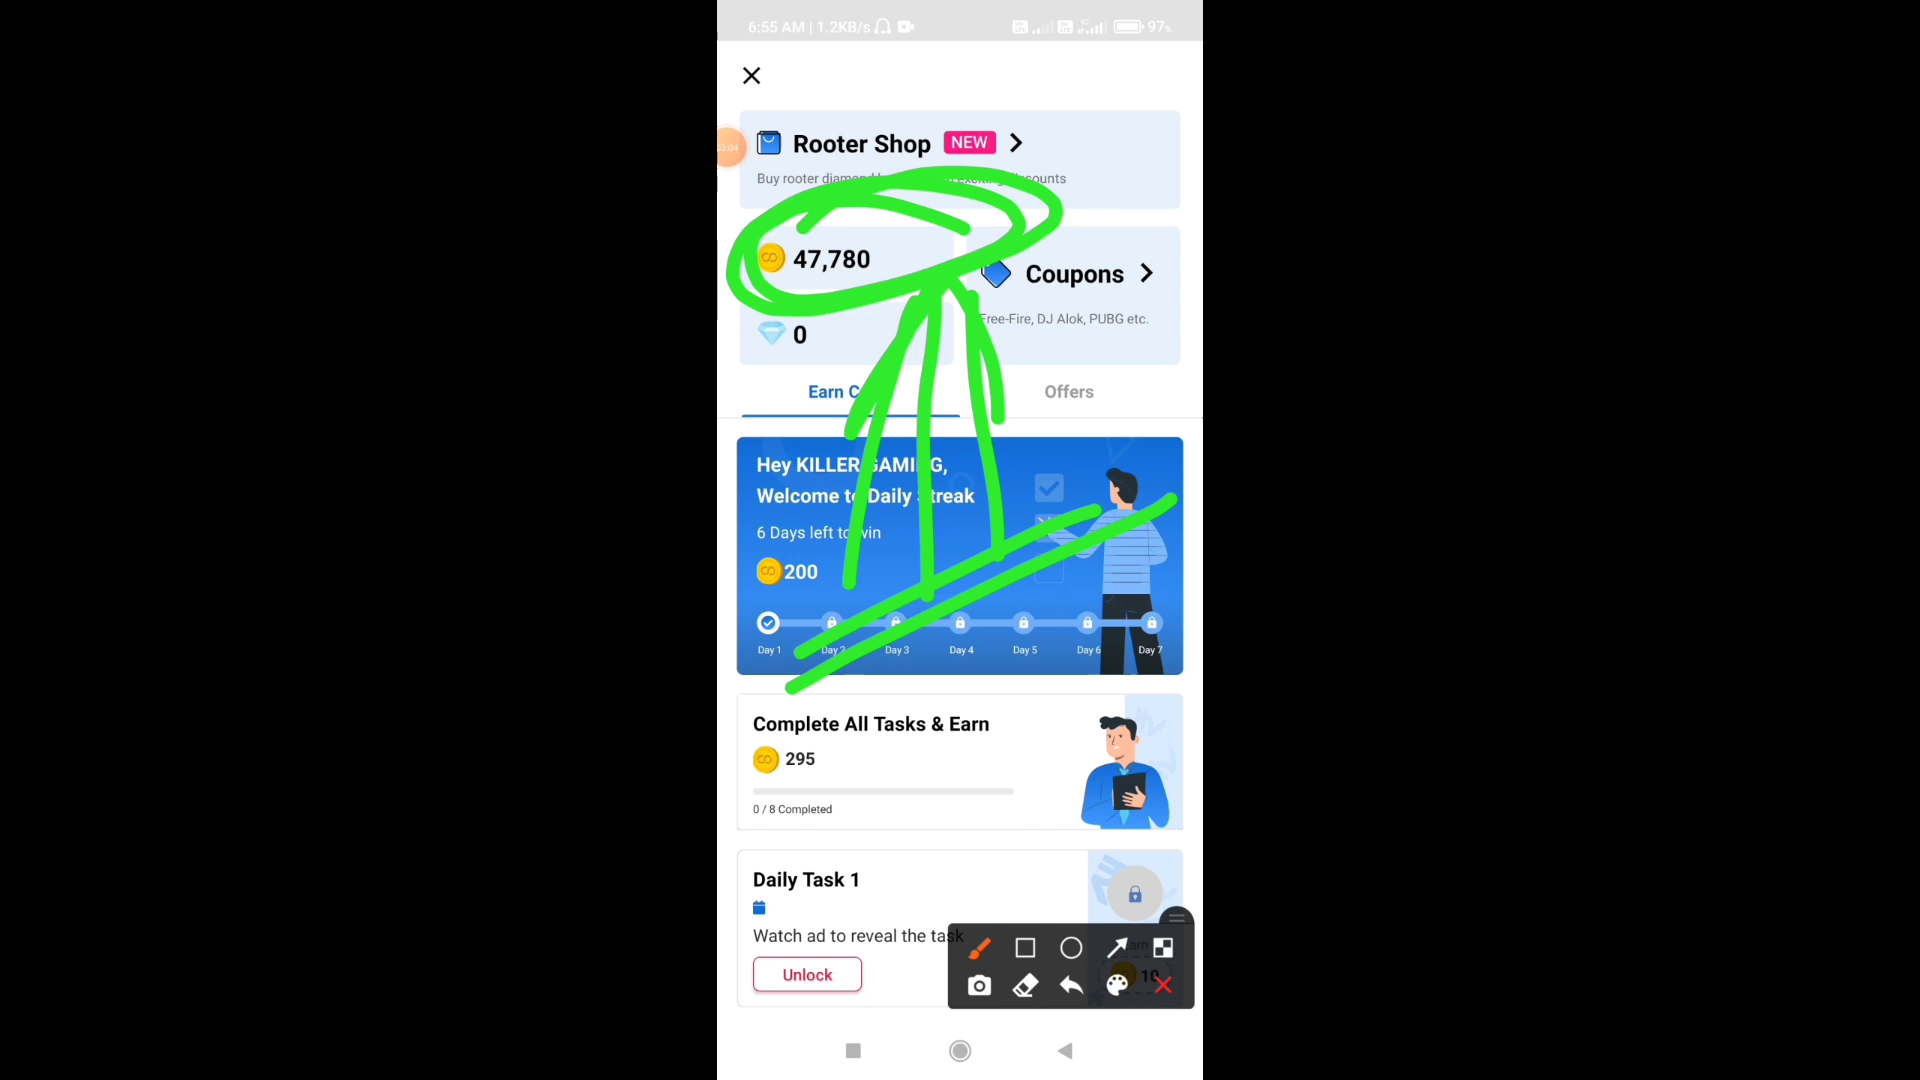 6:55 AM | 1.2KB/s
97%
Rooter Shop NEW
03:04
Buy rooter
47,780
Coupons
Free-Fire, DJ Alok, PUBG etc.
0
Earn
Offers
Hey KILLER GAMING,
Welcome to Daily Streak
6 Days left to win
200
Day 1 Day 2 Day 3 Day 4 Day 5 Day 6 Day 7
Complete All Tasks & Earn
295
0 / 8 Completed
Daily Task 1
Watch ad to reveal the task
Unlock